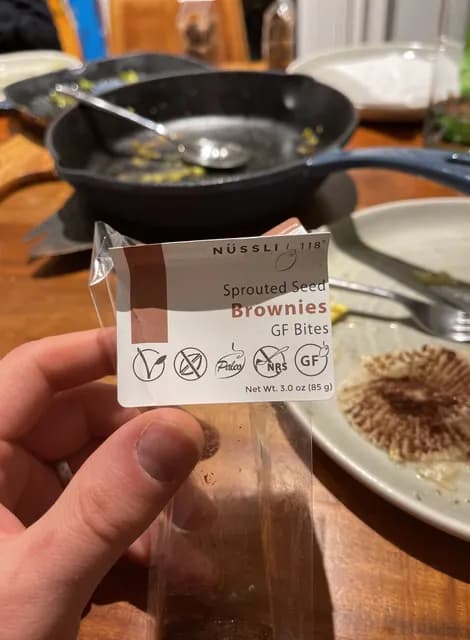 NÜSSLI 118°
Sprouted Seed
Brownies
GF Bites
V Paleo NRS GF
Net Wt. 3.0 oz (85 g)